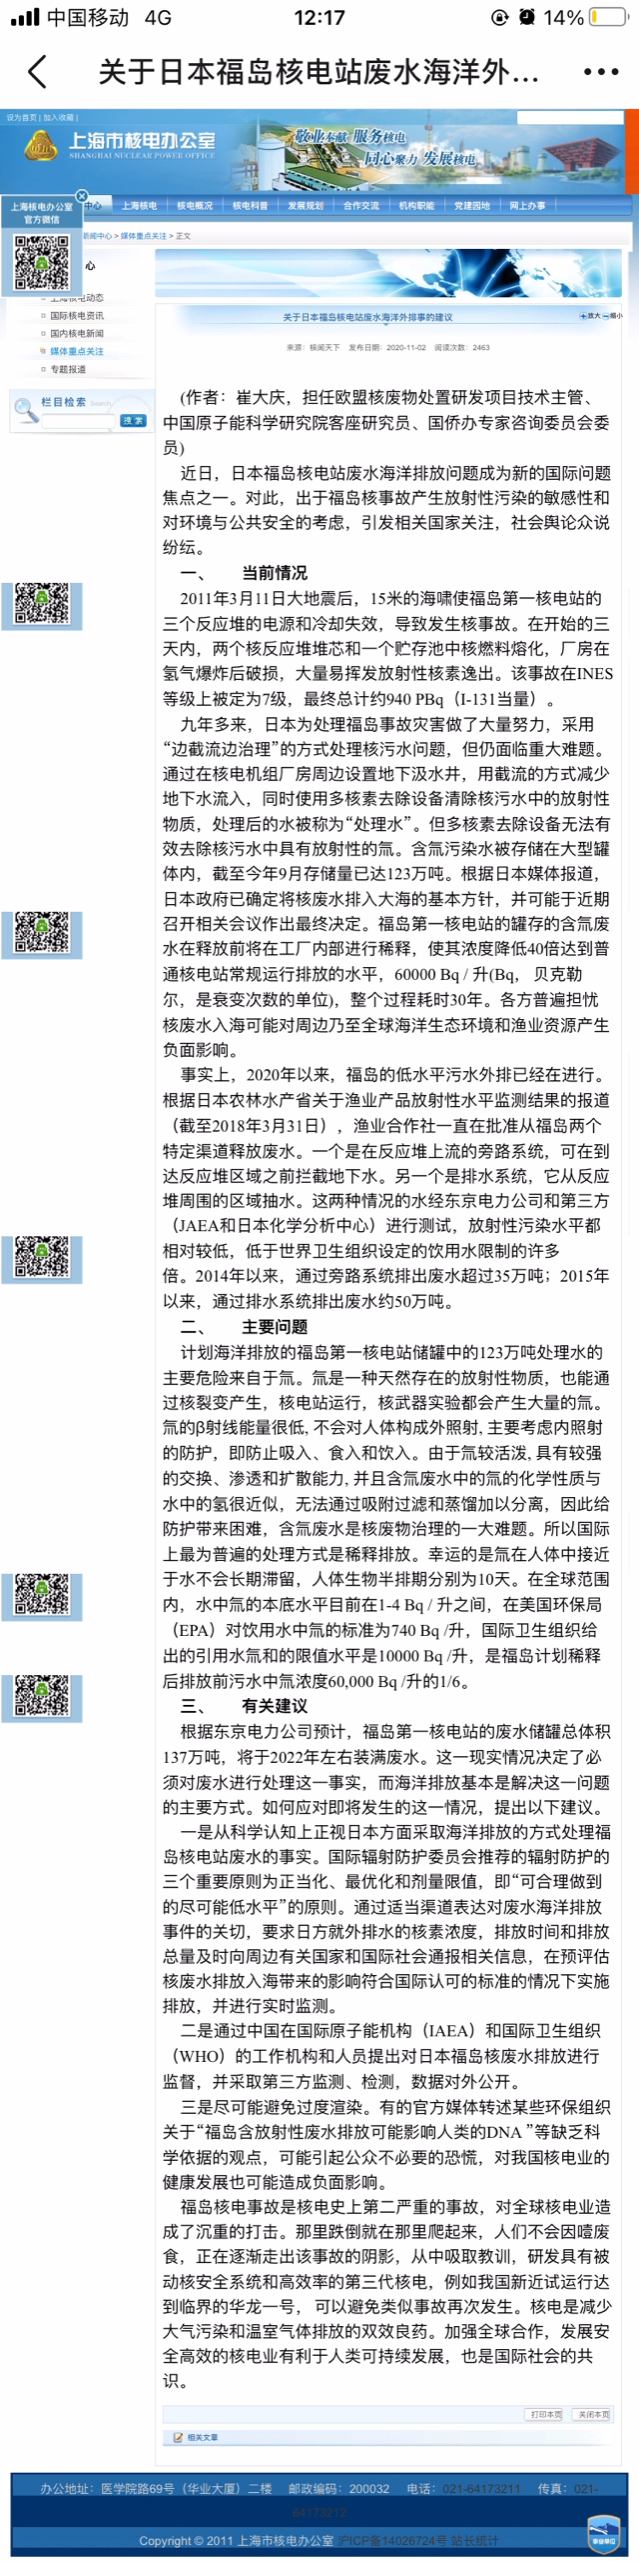 中国移动 4G 12:17 14%
关于日本福岛核电站废水海洋外...
设为首页 | 加入收藏 |
上海市核电办公室
SHANGHAI NUCLEAR POWER OFFICE
敬业奉献 服务核电
同心聚力 发展核电
上海核电办公室
官方微信
中心 上海核电 核电概况 核电科普 发展规划 合作交流 机构职能 党建园地 网上办事
新闻中心 > 媒体重点关注 > 正文
心
上海核电动态
国际核电资讯
国内核电新闻
媒体重点关注
专题报道
栏目检索 Search
搜 索
关于日本福岛核电站废水海洋外排事的建议
放大 缩小
来源：核闻天下 发布日期：2020-11-02 阅读次数：2463
(作者：崔大庆，担任欧盟核废物处置研发项目技术主管、
中国原子能科学研究院客座研究员、国侨办专家咨询委员会委
员)
近日，日本福岛核电站废水海洋排放问题成为新的国际问题
焦点之一。对此，出于福岛核事故产生放射性污染的敏感性和
对环境与公共安全的考虑，引发相关国家关注，社会舆论众说
纷纭。
一、 当前情况
2011年3月11日大地震后，15米的海啸使福岛第一核电站的
三个反应堆的电源和冷却失效，导致发生核事故。在开始的三
天内，两个核反应堆堆芯和一个贮存池中核燃料熔化，厂房在
氢气爆炸后破损，大量易挥发放射性核素逸出。该事故在INES
等级上被定为7级，最终总计约940 PBq（I-131当量）。
九年多来，日本为处理福岛事故灾害做了大量努力，采用
“边截流边治理”的方式处理核污水问题，但仍面临重大难题。
通过在核电机组厂房周边设置地下汲水井，用截流的方式减少
地下水流入，同时使用多核素去除设备清除核污水中的放射性
物质，处理后的水被称为“处理水”。但多核素去除设备无法有
效去除核污水中具有放射性的氚。含氚污染水被存储在大型罐
体内，截至今年9月存储量已达123万吨。根据日本媒体报道，
日本政府已确定将核废水排入大海的基本方针，并可能于近期
召开相关会议作出最终决定。福岛第一核电站的罐存的含氚废
水在释放前将在工厂内部进行稀释，使其浓度降低40倍达到普
通核电站常规运行排放的水平，60000 Bq / 升(Bq， 贝克勒
尔，是衰变次数的单位)，整个过程耗时30年。各方普遍担忧
核废水入海可能对周边乃至全球海洋生态环境和渔业资源产生
负面影响。
事实上，2020年以来，福岛的低水平污水外排已经在进行。
根据日本农林水产省关于渔业产品放射性水平监测结果的报道
（截至2018年3月31日），渔业合作社一直在批准从福岛两个
特定渠道释放废水。一个是在反应堆上流的旁路系统，可在到
达反应堆区域之前拦截地下水。另一个是排水系统，它从反应
堆周围的区域抽水。这两种情况的水经东京电力公司和第三方
（JAEA和日本化学分析中心）进行测试，放射性污染水平都
相对较低，低于世界卫生组织设定的饮用水限制的许多
倍。2014年以来，通过旁路系统排出废水超过35万吨；2015年
以来，通过排水系统排出废水约50万吨。
二、 主要问题
计划海洋排放的福岛第一核电站储罐中的123万吨处理水的
主要危险来自于氚。氚是一种天然存在的放射性物质，也能通
过核裂变产生，核电站运行，核武器实验都会产生大量的氚。
氚的β射线能量很低, 不会对人体构成外照射, 主要考虑内照射
的防护，即防止吸入、食入和饮入。由于氚较活泼, 具有较强
的交换、渗透和扩散能力, 并且含氚废水中的氚的化学性质与
水中的氢很近似，无法通过吸附过滤和蒸馏加以分离，因此给
防护带来困难，含氚废水是核废物治理的一大难题。所以国际
上最为普遍的处理方式是稀释排放。幸运的是氚在人体中接近
于水不会长期滞留，人体生物半排期分别为10天。在全球范围
内，水中氚的本底水平目前在1-4 Bq / 升之间，在美国环保局
（EPA）对饮用水中氚的标准为740 Bq /升，国际卫生组织给
出的引用水氚和的限值水平是10000 Bq /升，是福岛计划稀释
后排放前污水中氚浓度60,000 Bq /升的1/6。
三、 有关建议
根据东京电力公司预计，福岛第一核电站的废水储罐总体积
137万吨，将于2022年左右装满废水。这一现实情况决定了必
须对废水进行处理这一事实，而海洋排放基本是解决这一问题
的主要方式。如何应对即将发生的这一情况，提出以下建议。
一是从科学认知上正视日本方面采取海洋排放的方式处理福
岛核电站废水的事实。国际辐射防护委员会推荐的辐射防护的
三个重要原则为正当化、最优化和剂量限值，即“可合理做到
的尽可能低水平”的原则。通过适当渠道表达对废水海洋排放
事件的关切，要求日方就外排水的核素浓度，排放时间和排放
总量及时向周边有关国家和国际社会通报相关信息，在预评估
核废水排放入海带来的影响符合国际认可的标准的情况下实施
排放，并进行实时监测。
二是通过中国在国际原子能机构（IAEA）和国际卫生组织
（WHO）的工作机构和人员提出对日本福岛核废水排放进行
监督，并采取第三方监测、检测，数据对外公开。
三是尽可能避免过度渲染。有的官方媒体转述某些环保组织
关于“福岛含放射性废水排放可能影响人类的DNA ”等缺乏科
学依据的观点，可能引起公众不必要的恐慌，对我国核电业的
健康发展也可能造成负面影响。
福岛核电事故是核电史上第二严重的事故，对全球核电业造
成了沉重的打击。那里跌倒就在那里爬起来，人们不会因噎废
食，正在逐渐走出该事故的阴影，从中吸取教训，研发具有被
动核安全系统和高效率的第三代核电，例如我国新近试运行达
到临界的华龙一号， 可以避免类似事故再次发生。核电是减少
大气污染和温室气体排放的双效良药。加强全球合作，发展安
全高效的核电业有利于人类可持续发展，也是国际社会的共
识。
打印本页 关闭本页
相关文章
办公地址：医学院路69号（华业大厦）二楼 邮政编码：200032 电话：021-64173211 传真：021-
64173212
Copyright © 2011 上海市核电办公室 沪ICP备14026724号 站长统计
事业单位